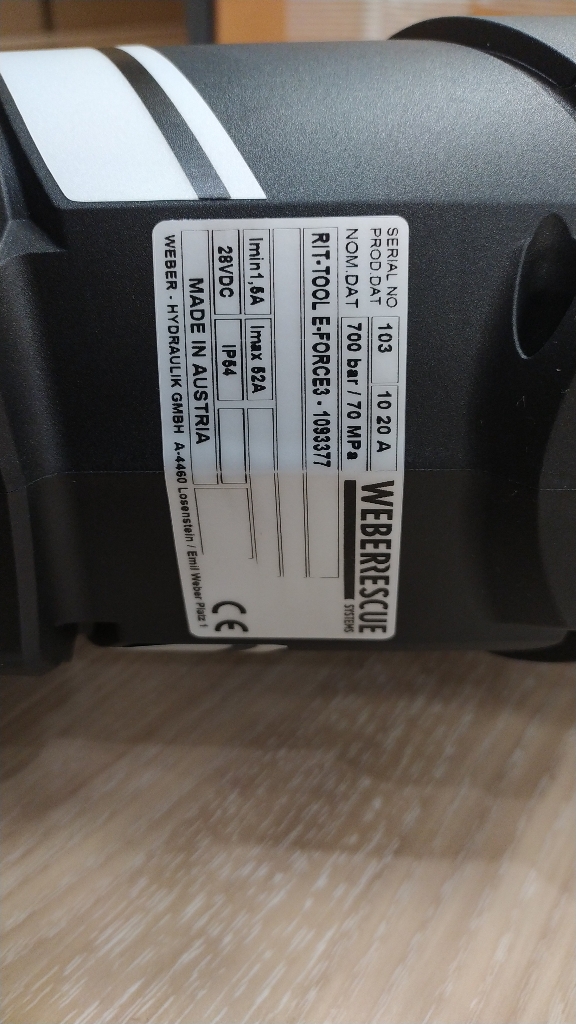 SERIAL NO 103 10 20 A
PROD.DAT
NOM.DAT 700 bar / 70 MPa
WEBERRESCUE
SYSTEMS
RIT-TOOL E-FORCE3 - 1093377
Imin1,5A Imax 52A
28VDC IP54
MADE IN AUSTRIA
CE
WEBER - HYDRAULIK GMBH A-4460 Losenstein / Emil Weber Platz 1